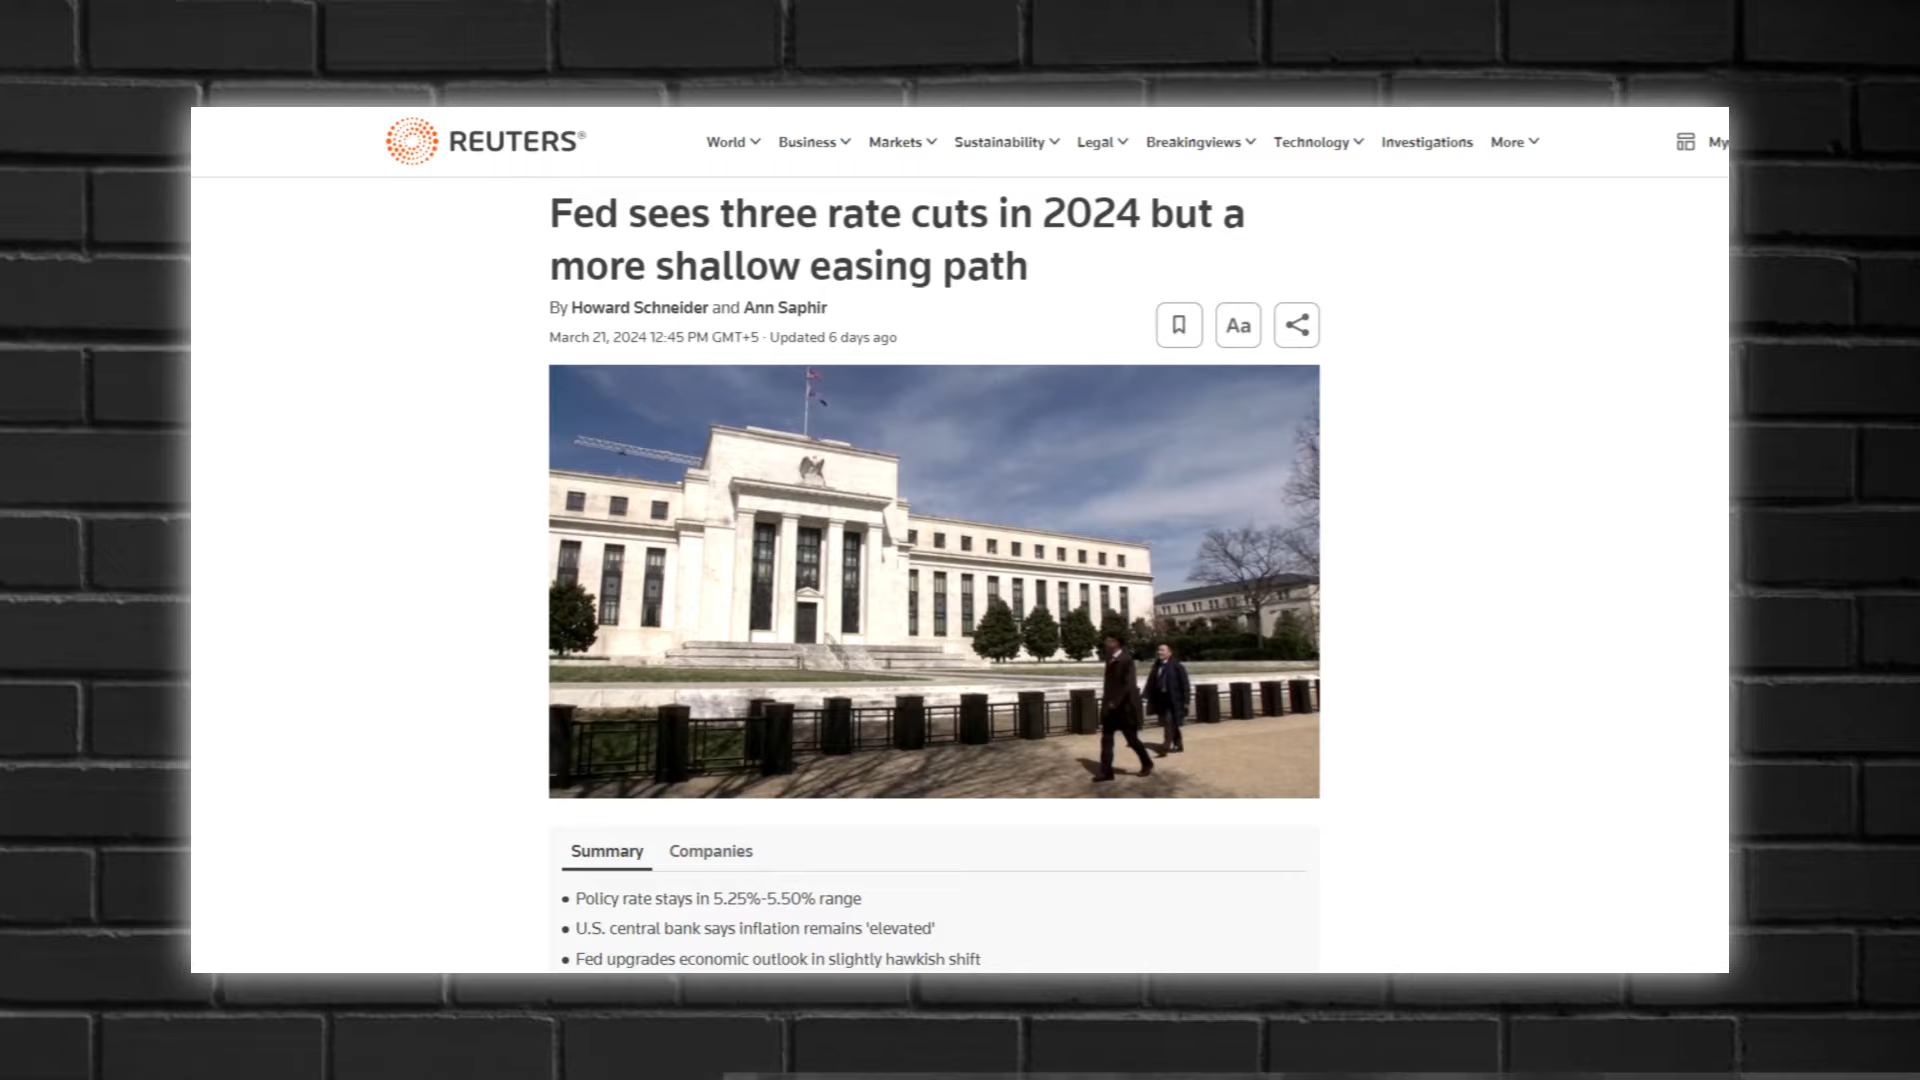 REUTERS®
World Business Markets Sustainability Legal Breakingviews Technology Investigations More My
Fed sees three rate cuts in 2024 but a
more shallow easing path
By Howard Schneider and Ann Saphir
March 21, 2024 12:45 PM GMT+5 · Updated 6 days ago
Aa
Summary Companies
• Policy rate stays in 5.25%-5.50% range
• U.S. central bank says inflation remains 'elevated'
• Fed upgrades economic outlook in slightly hawkish shift